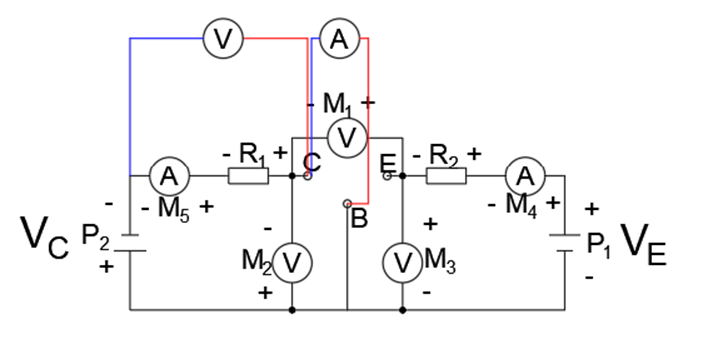 V A
- M1 +
V
- R1 + C E - R2 +
A A
- - M5 + B - M4 + +
VC P2 - + P1 VE
M2 V V M3
+ + - -